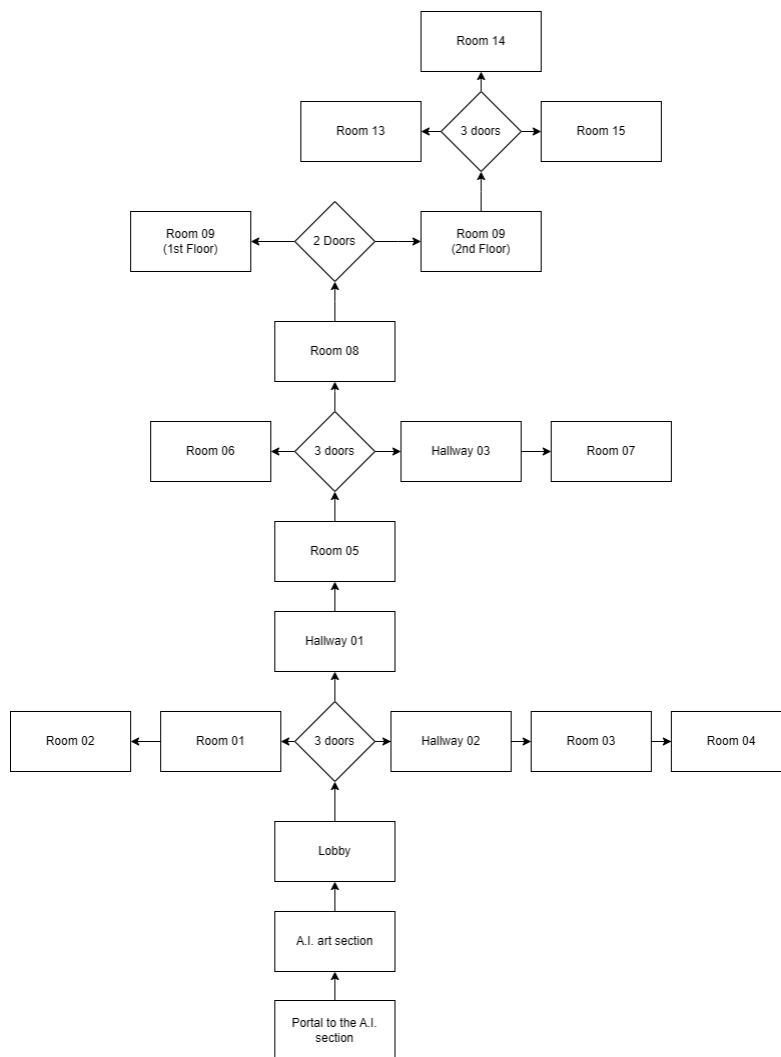 Room 14
Room 13
3 doors
Room 15
Room 09
(1st Floor)
2 Doors
Room 09
(2nd Floor)
Room 08
Room 06
3 doors
Hallway 03
Room 07
Room 05
Hallway 01
Room 02
Room 01
3 doors
Hallway 02
Room 03
Room 04
Lobby
A.I. art section
Portal to the A.I.
section